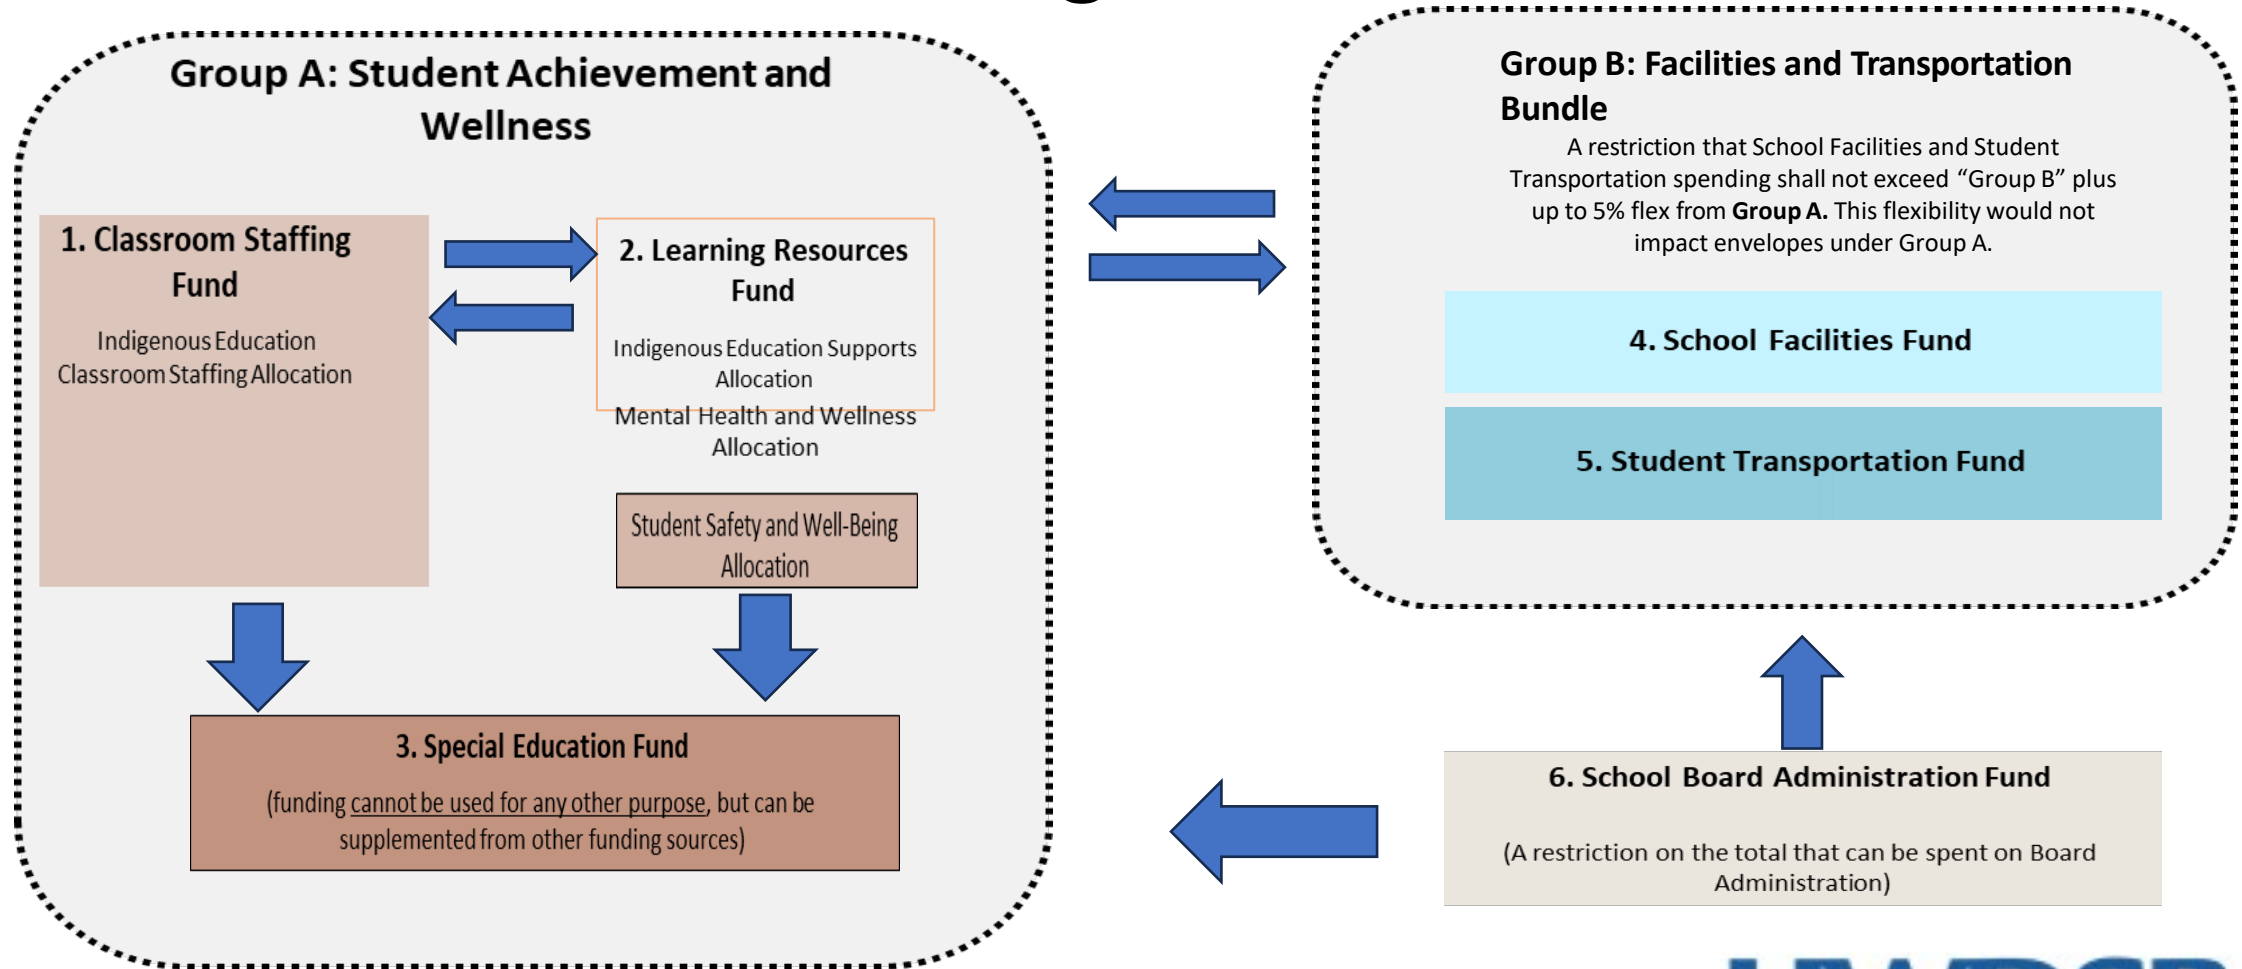 Group A: Student Achievement and
Wellness
1. Classroom Staffing
Fund
Indigenous Education
Classroom Staffing Allocation
2. Learning Resources
Fund
Indigenous Education Supports
Allocation
Mental Health and Wellness
Allocation
Student Safety and Well-Being
Allocation
3. Special Education Fund
(funding cannot be used for any other purpose, but can be
supplemented from other funding sources)
Group B: Facilities and Transportation
Bundle
A restriction that School Facilities and Student
Transportation spending shall not exceed “Group B” plus
up to 5% flex from Group A. This flexibility would not
impact envelopes under Group A.
4. School Facilities Fund
5. Student Transportation Fund
6. School Board Administration Fund
(A restriction on the total that can be spent on Board
Administration)